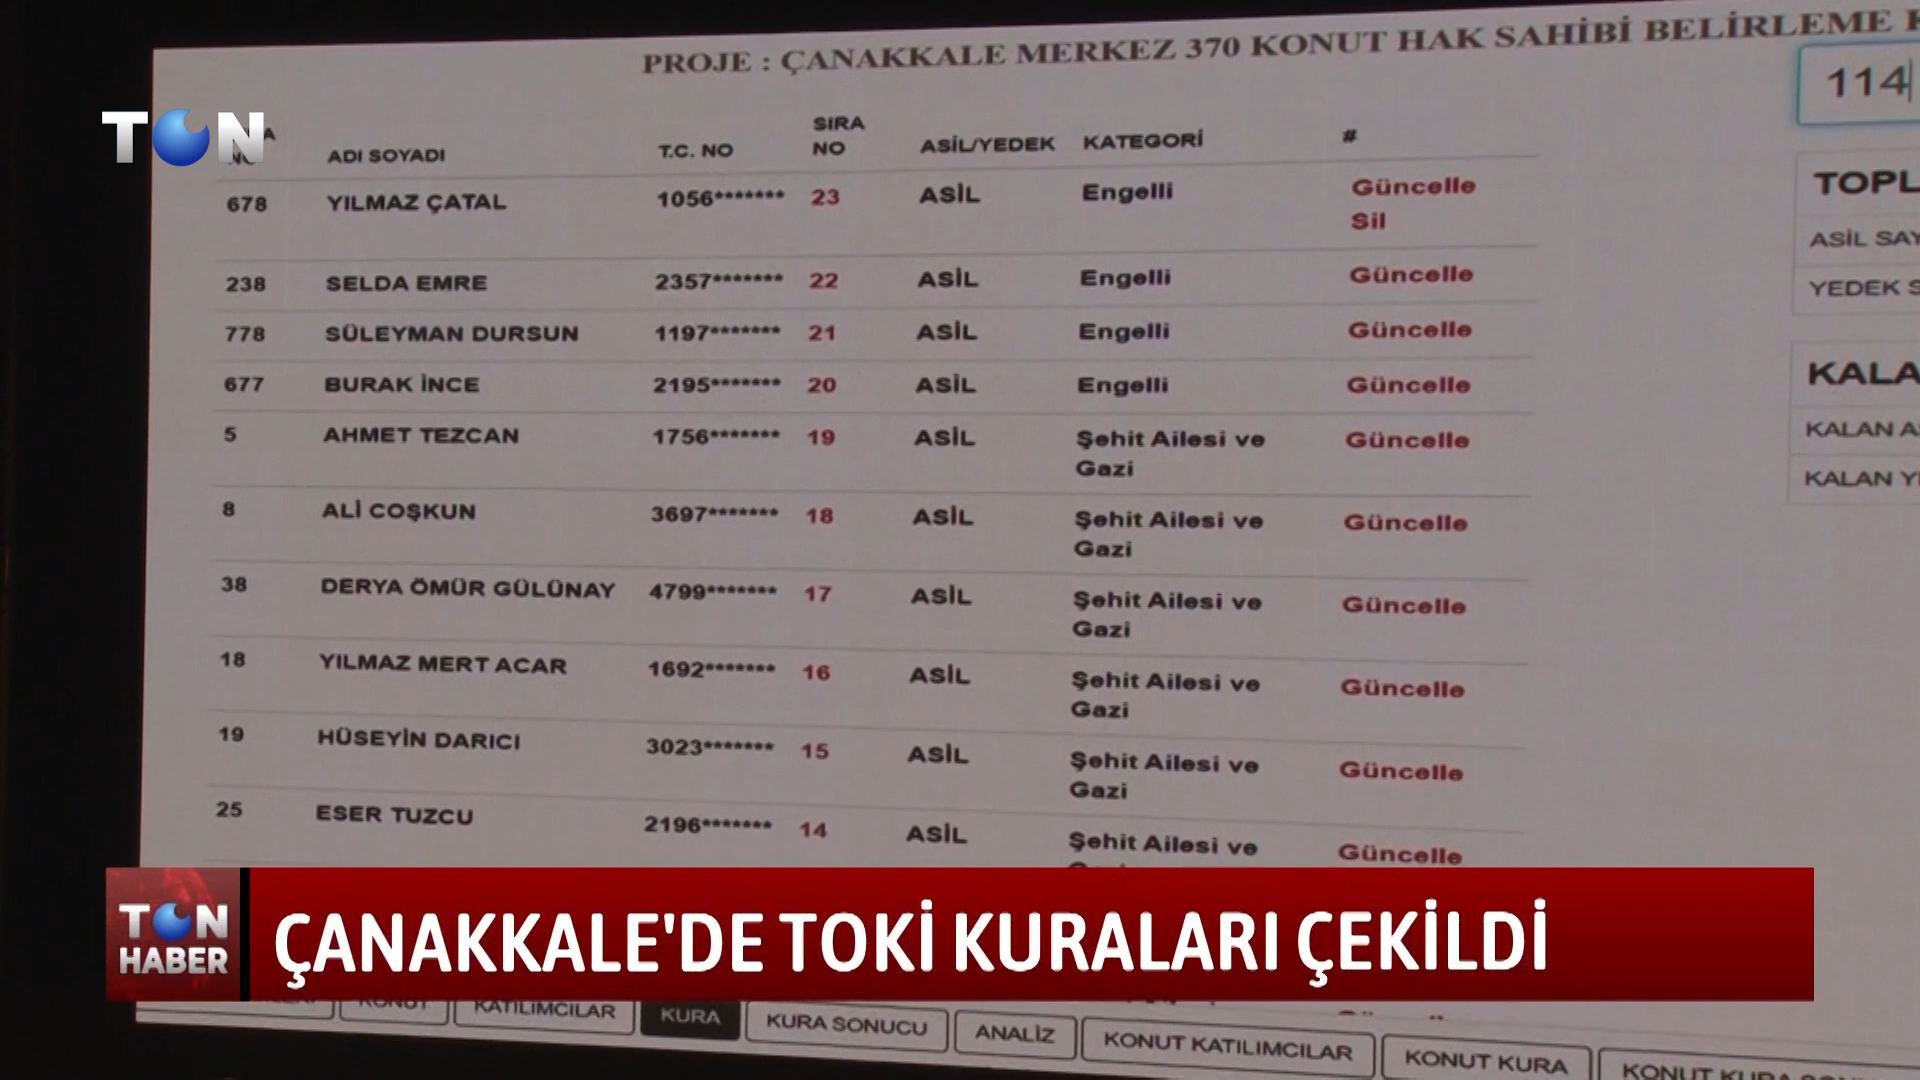 PROJE : ÇANAKKALE MERKEZ 370 KONUT HAK SAHİBİ BELİRLEME
114
TON
ADI SOYADI T.C. NO SIRA NO ASİL/YEDEK KATEGORİ #
678 YILMAZ ÇATAL 1056******* 23 ASİL Engelli Güncelle
Sil
238 SELDA EMRE 2357******* 22 ASİL Engelli Güncelle
778 SÜLEYMAN DURSUN 1197******* 21 ASİL Engelli Güncelle
677 BURAK İNCE 2195******* 20 ASİL Engelli Güncelle
5 AHMET TEZCAN 1756******* 19 ASİL Şehit Ailesi ve Güncelle
Gazi
8 ALİ COŞKUN 3697******* 18 ASİL Şehit Ailesi ve Güncelle
Gazi
38 DERYA ÖMÜR GÜLÜNAY 4799******* 17 ASİL Şehit Ailesi ve Güncelle
Gazi
18 YILMAZ MERT ACAR 1692******* 16 ASİL Şehit Ailesi ve Güncelle
Gazi
19 HÜSEYİN DARICI 3023******* 15 ASİL Şehit Ailesi ve Güncelle
Gazi
25 ESER TUZCU 2196******* 14 ASİL Şehit Ailesi ve Güncelle
TOPL
ASİL SAY
YEDEK S
KALA
KALAN A
KALAN Y
TON
HABER
ÇANAKKALE'DE TOKİ KURALARI ÇEKİLDİ
KONUT KATILIMCILAR KURA KURA SONUCU ANALİZ KONUT KATILIMCILAR KONUT KURA KONUT KURA